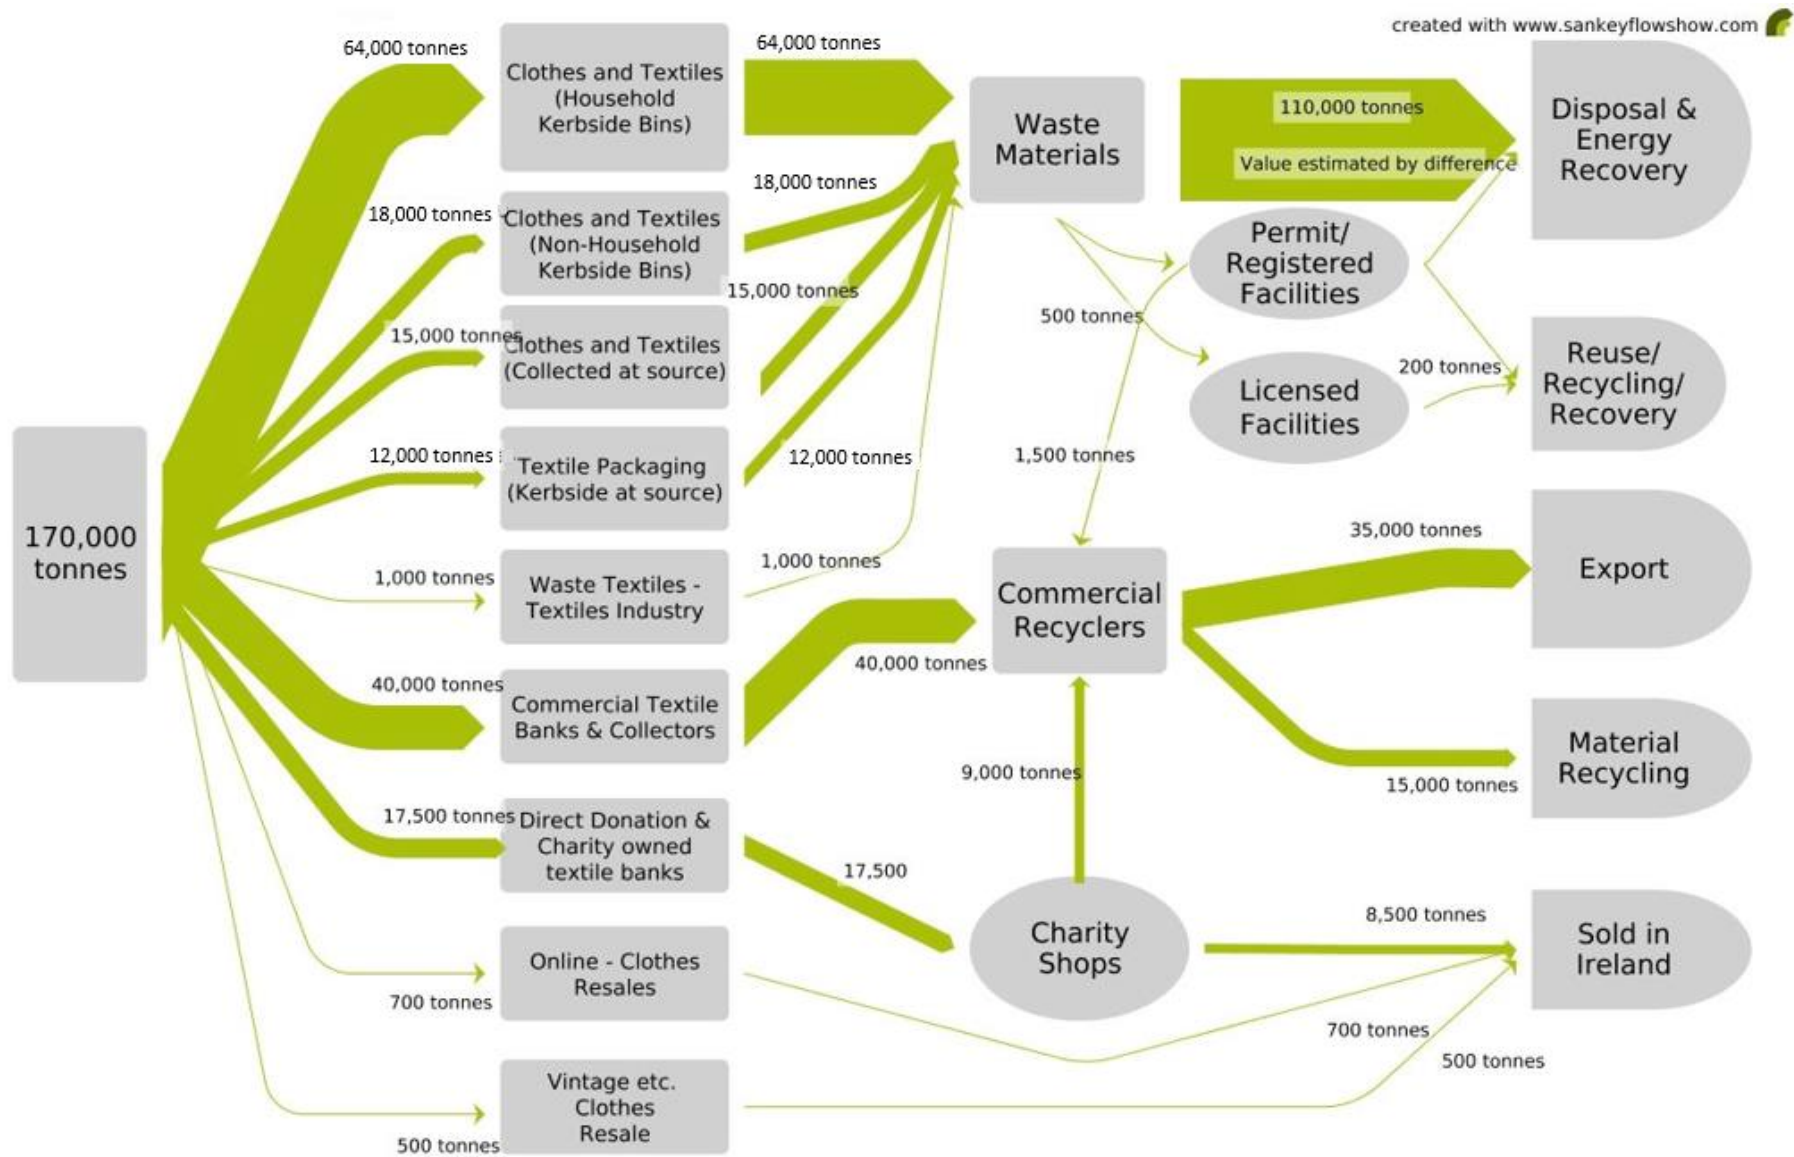 created with www.sankeyflowshow.com
170,000
tonnes
64,000 tonnes
18,000 tonnes
15,000 tonnes
12,000 tonnes
1,000 tonnes
40,000 tonnes
17,500 tonnes
700 tonnes
500 tonnes
Clothes and Textiles
(Household
Kerbside Bins)
Clothes and Textiles
(Non-Household
Kerbside Bins)
Clothes and Textiles
(Collected at source)
Textile Packaging
(Kerbside at source)
Waste Textiles -
Textiles Industry
Commercial Textile
Banks & Collectors
Direct Donation &
Charity owned
textile banks
Online - Clothes
Resales
Vintage etc.
Clothes
Resale
64,000 tonnes
18,000 tonnes
15,000 tonnes
12,000 tonnes
1,000 tonnes
40,000 tonnes
17,500
Waste
Materials
Commercial
Recyclers
Charity
Shops
9,000 tonnes
110,000 tonnes
Value estimated by difference
Permit/
Registered
Facilities
500 tonnes
Licensed
Facilities
200 tonnes
1,500 tonnes
35,000 tonnes
15,000 tonnes
8,500 tonnes
700 tonnes
500 tonnes
Disposal &
Energy
Recovery
Reuse/
Recycling/
Recovery
Export
Material
Recycling
Sold in
Ireland